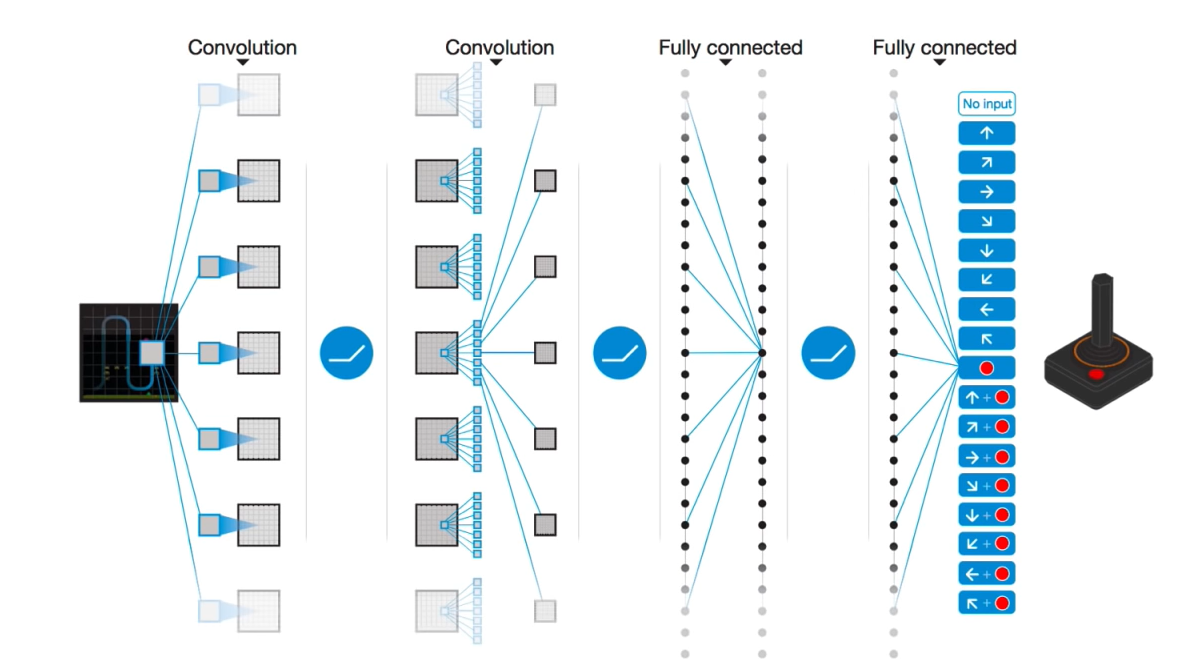 Convolution
Convolution
Fully connected
Fully connected
No input
+
+
+
+
+
+
+
+